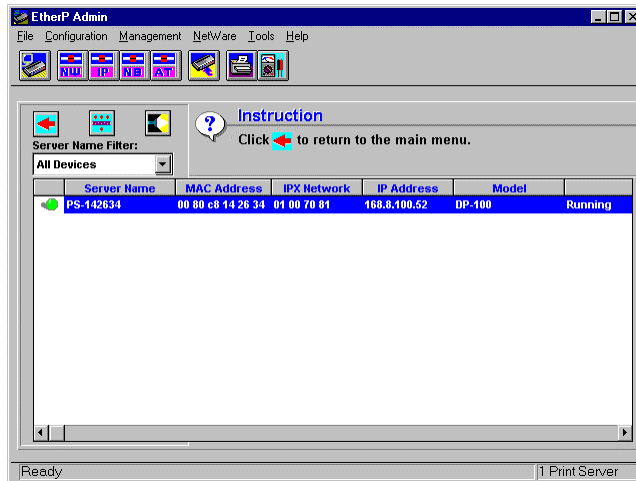 EtherP Admin
File Configuration Management NetWare Tools Help
NW IP NB AT
Instruction
Click to return to the main menu.
Server Name Filter:
All Devices
Server Name MAC Address IPX Network IP Address Model
PS-142634 00 80 c8 14 26 34 01 00 70 81 168.8.100.52 DP-100 Running
Ready 1 Print Server